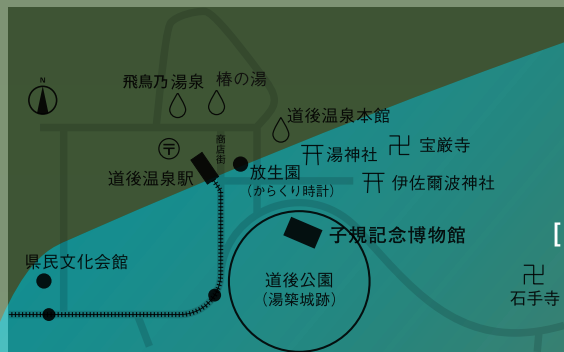 N
飛鳥乃湯泉
椿の湯
道後温泉本館
商店街
湯神社
宝厳寺
道後温泉駅
放生園
（からくり時計）
伊佐爾波神社
子規記念博物館
県民文化会館
道後公園
（湯築城跡）
石手寺
[